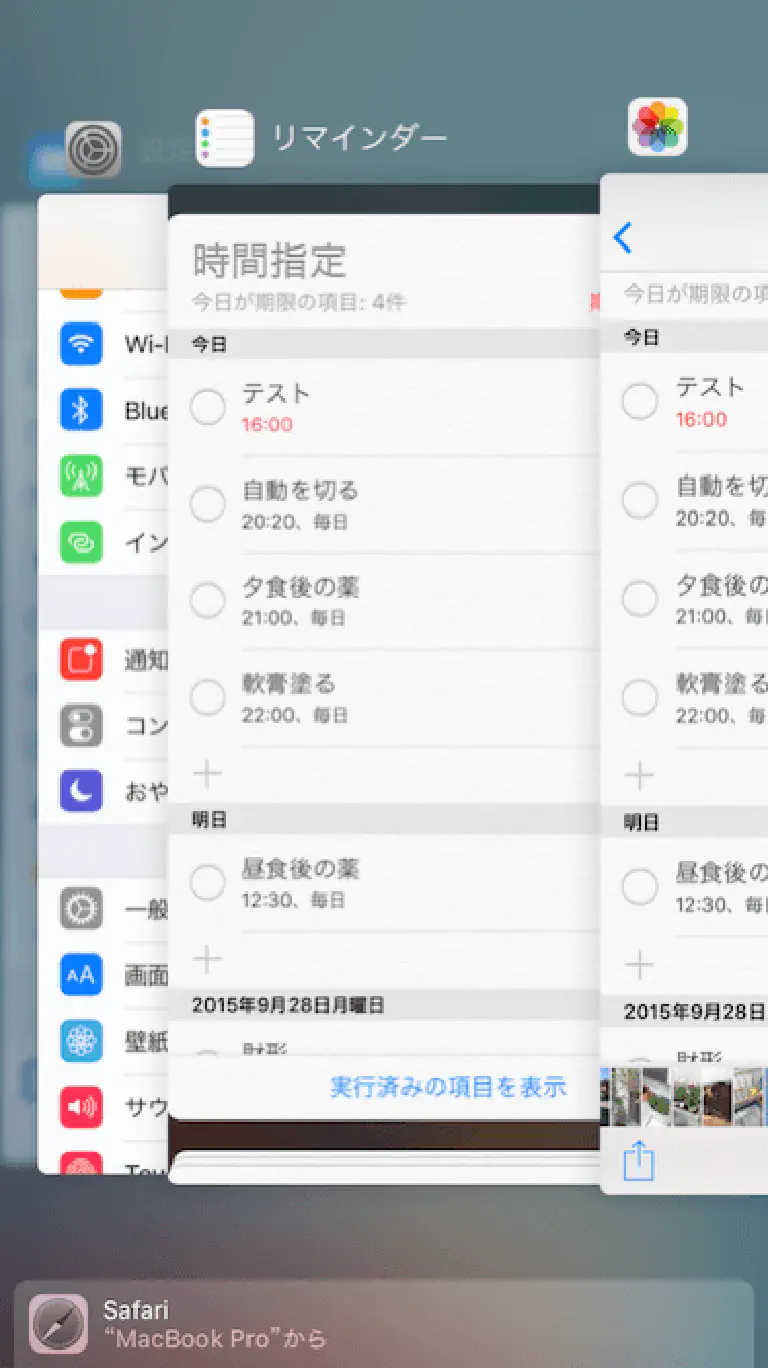 リマインダー
設定
Wi-
Blue
モバ
イン
通知
コン
おや
一般
AA
画面
壁紙
サウ
Tou
時間指定
今日が期限の項目: 4件
今日
テスト
16:00
自動を切る
20:20、毎日
夕食後の薬
21:00、毎日
軟膏塗る
22:00、毎日
明日
昼食後の薬
12:30、毎日
2015年9月28日月曜日
実行済みの項目を表示
今日が期限の項
今日
テスト
16:00
自動を切
20:20、毎
夕食後の
21:00、毎
軟膏塗る
22:00、毎
明日
昼食後の
12:30、毎
2015年9月28日
Safari
“MacBook Pro”から